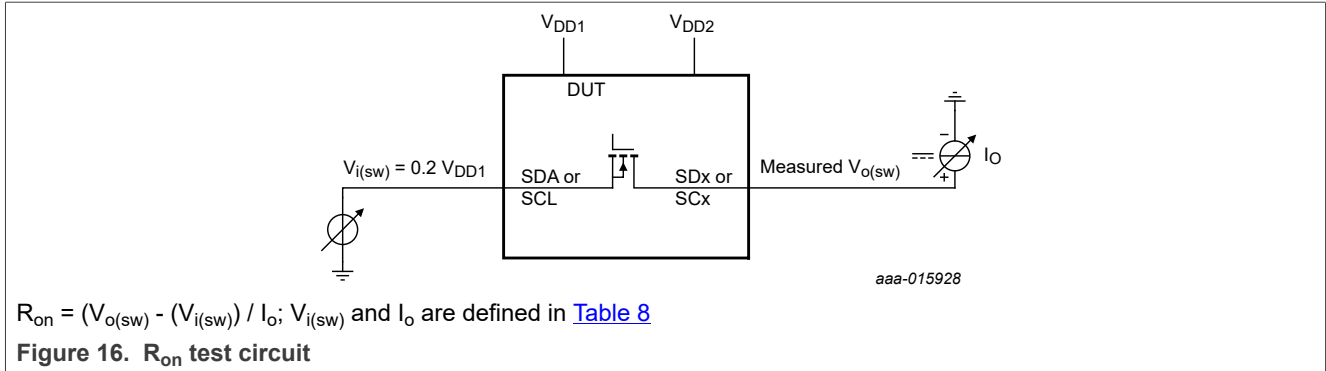 VDD1 VDD2
DUT
Vi(sw) = 0.2 VDD1
SDA or
SCL
SDx or
SCx
Measured Vo(sw)
−
+
IO
aaa-015928
Ron = (Vo(sw) - (Vi(sw)) / Io; Vi(sw) and Io are defined in Table 8
Figure 16. Ron test circuit